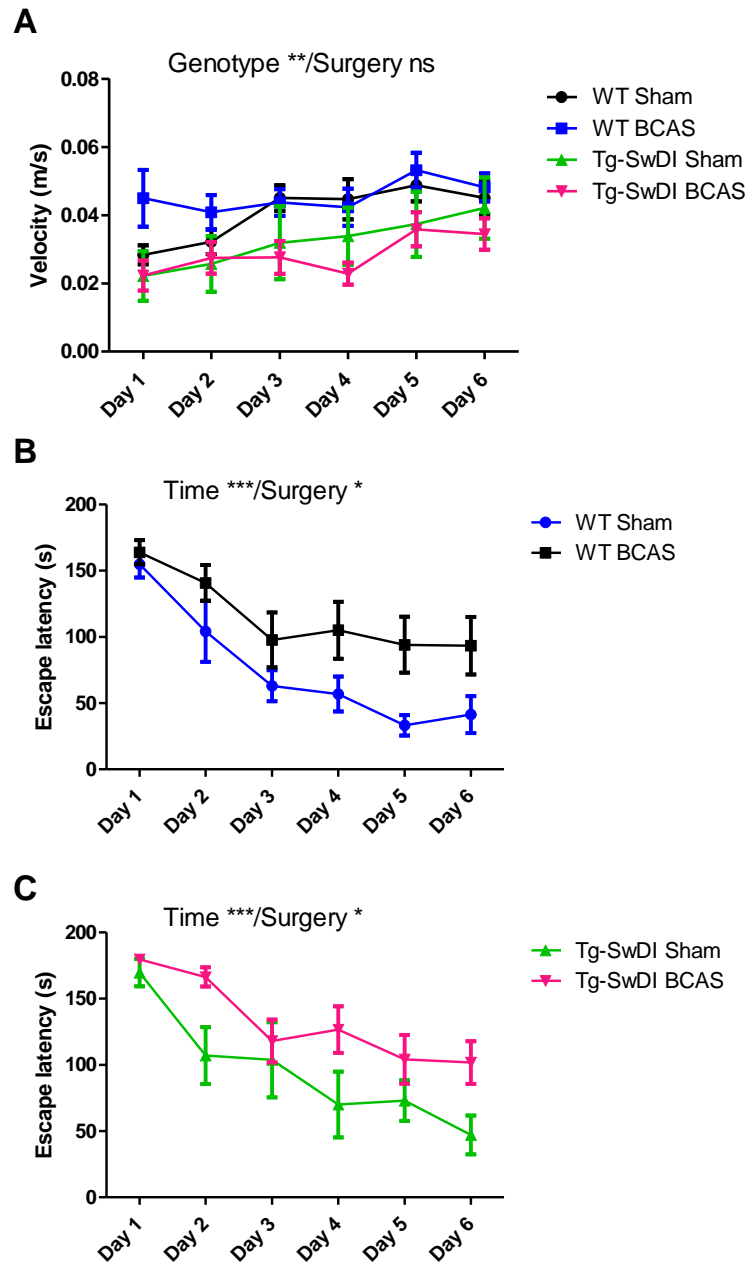 A
Genotype **/Surgery ns
Velocity (m/s)
0.08
0.06
0.04
0.02
0.00
Day 1
Day 2
Day 3
Day 4
Day 5
Day 6
WT Sham
WT BCAS
Tg-SwDI Sham
Tg-SwDI BCAS
B
Time ***/Surgery *
Escape latency (s)
200
150
100
50
0
Day 1
Day 2
Day 3
Day 4
Day 5
Day 6
WT Sham
WT BCAS
C
Time ***/Surgery *
Escape latency (s)
200
150
100
50
0
Day 1
Day 2
Day 3
Day 4
Day 5
Day 6
Tg-SwDI Sham
Tg-SwDI BCAS